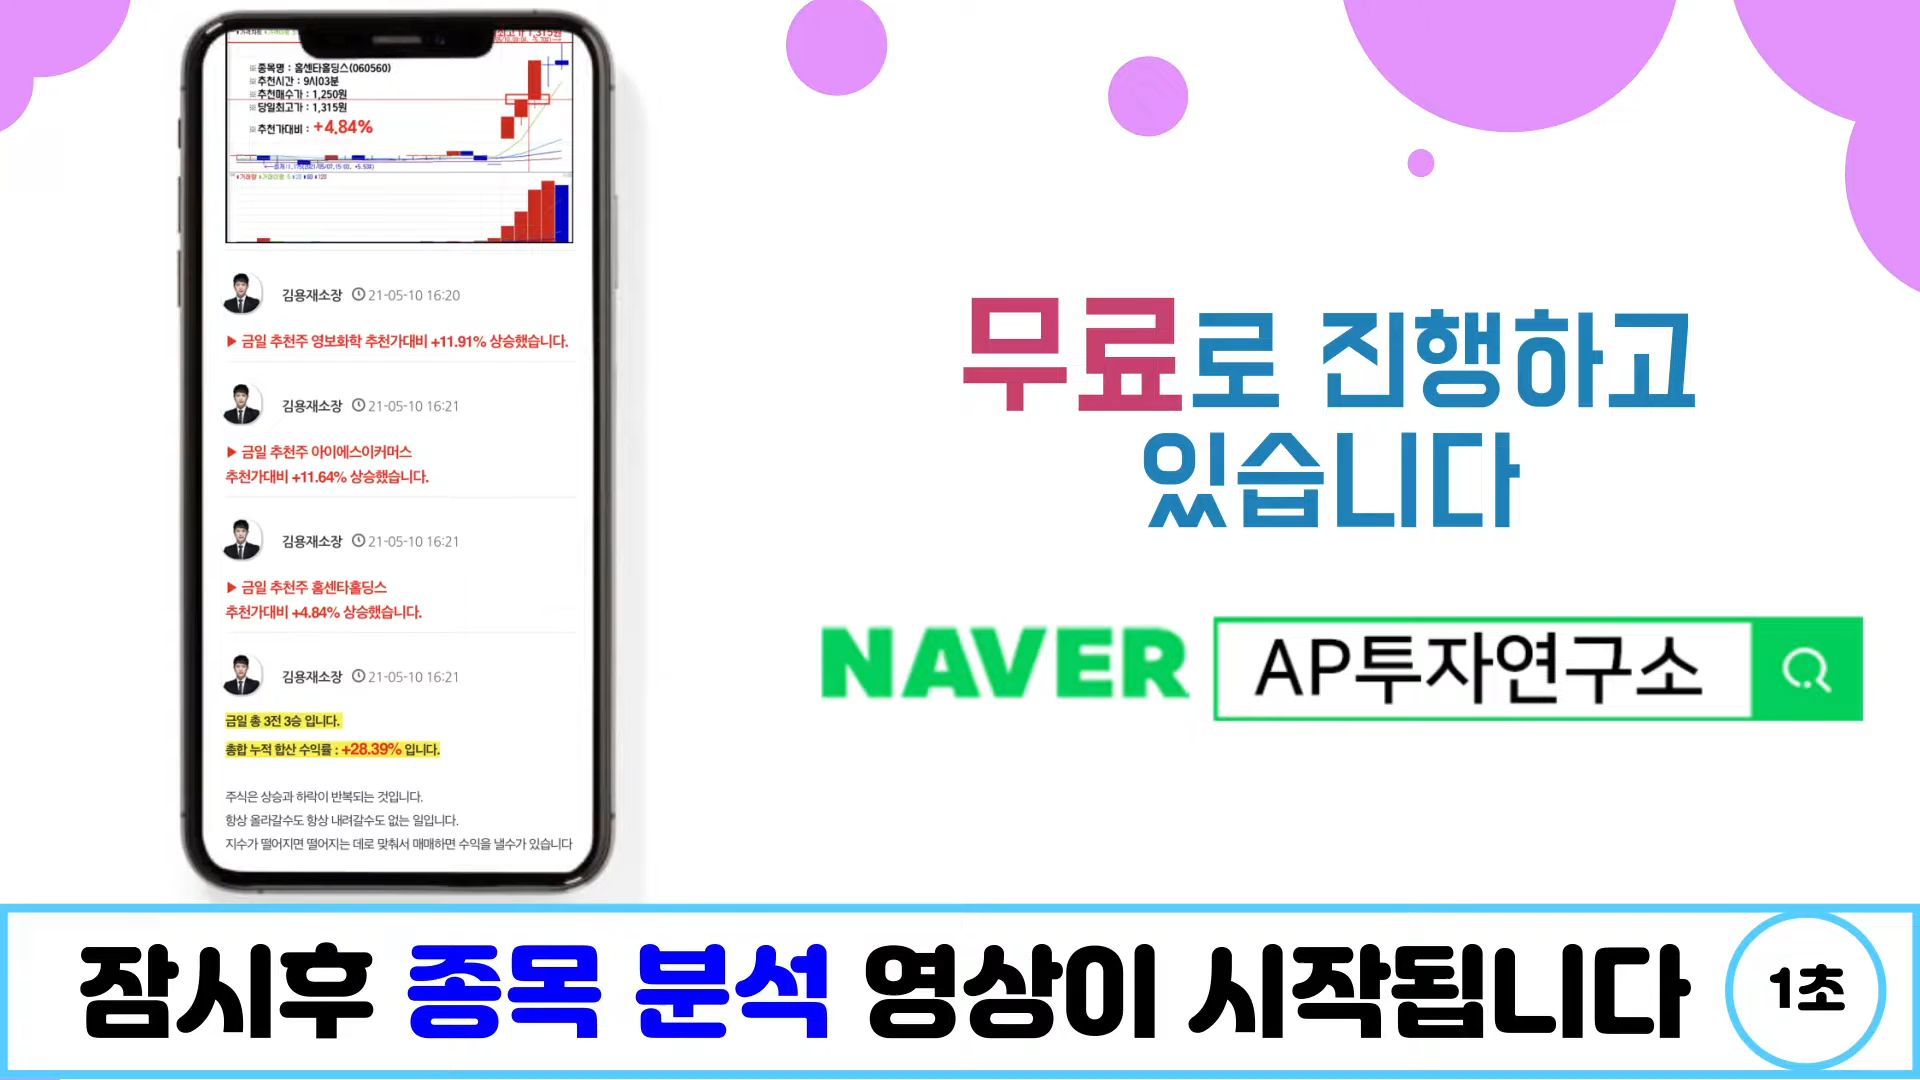 ※종목명 : 홈센타홀딩스(060560)
※추천시간 : 9시03분
※추천매수가 : 1,250원
※당일최고가 : 1,315원
※추천가대비 : +4.84%
김용재소장 21-05-10 16:20
▶ 금일 추천주 영보화학 추천가대비 +11.91% 상승했습니다.
김용재소장 21-05-10 16:21
▶ 금일 추천주 아이에스이커머스
추천가대비 +11.64% 상승했습니다.
김용재소장 21-05-10 16:21
▶ 금일 추천주 홈센타홀딩스
추천가대비 +4.84% 상승했습니다.
김용재소장 21-05-10 16:21
금일 총 3전 3승 입니다.
총합 누적 합산 수익률 : +28.39% 입니다.
주식은 상승과 하락이 반복되는 것입니다.
항상 올라갈수도 항상 내려갈수도 없는 일입니다.
지수가 떨어지면 떨어지는 데로 맞춰서 매매하면 수익을 낼수가 있습니다
무료로 진행하고
있습니다
NAVER AP투자연구소
잠시후 종목 분석 영상이 시작됩니다 1초